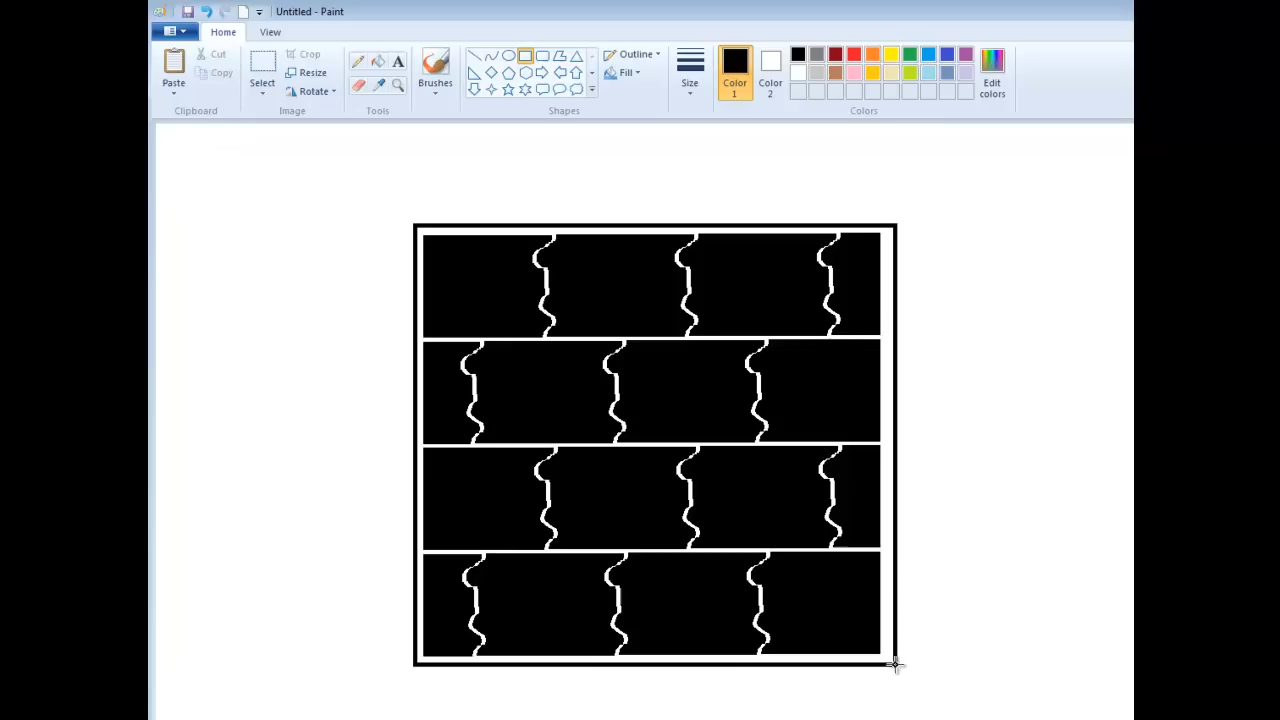 Untitled - Paint
Home View
Paste
Cut
Copy
Clipboard
Select
Crop
Resize
Rotate
Image
A
Tools
Brushes
Outline
Fill
Shapes
Size
Color 1
Color 2
Edit colors
Colors